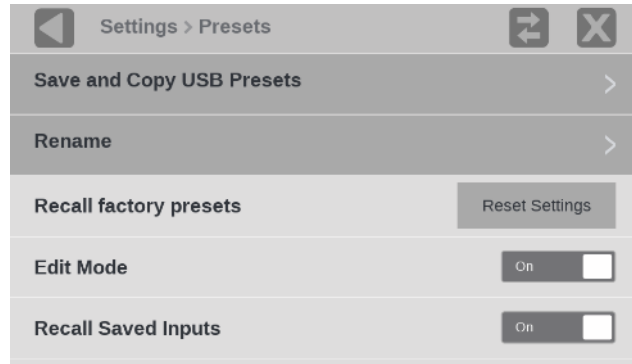 Settings > Presets
Save and Copy USB Presets
Rename
Recall factory presets
Reset Settings
Edit Mode
On
Recall Saved Inputs
On